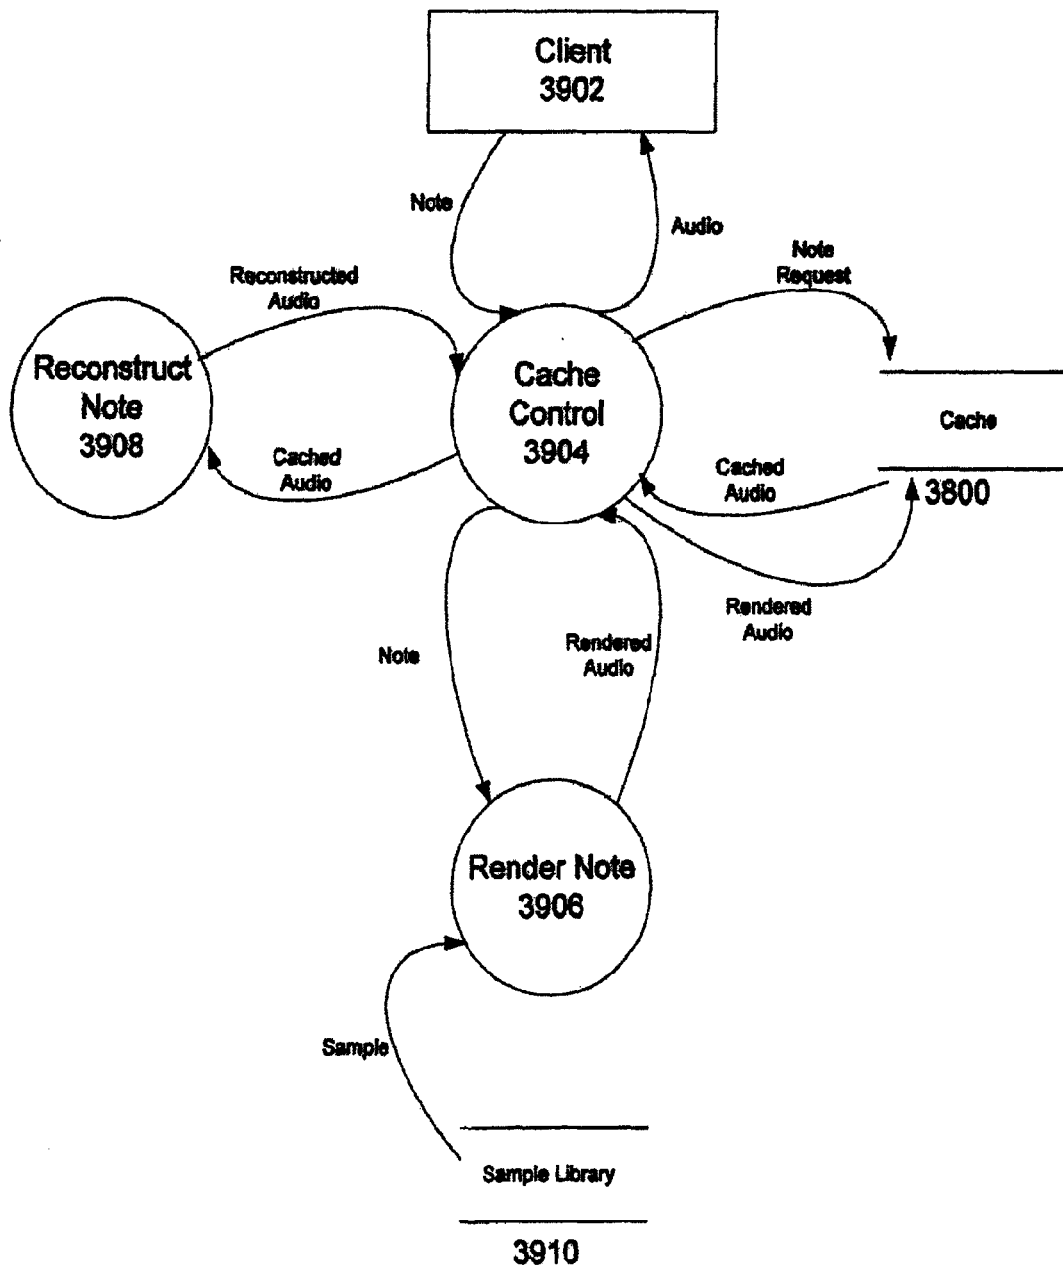 Client
3902
Note
Audio
Note
Request
Reconstructed
Audio
Reconstruct
Note
3908
Cache
Control
3904
Cache
Cached
Audio
Cached
Audio
3800
Rendered
Audio
Note
Rendered
Audio
Render Note
3906
Sample
Sample Library
3910